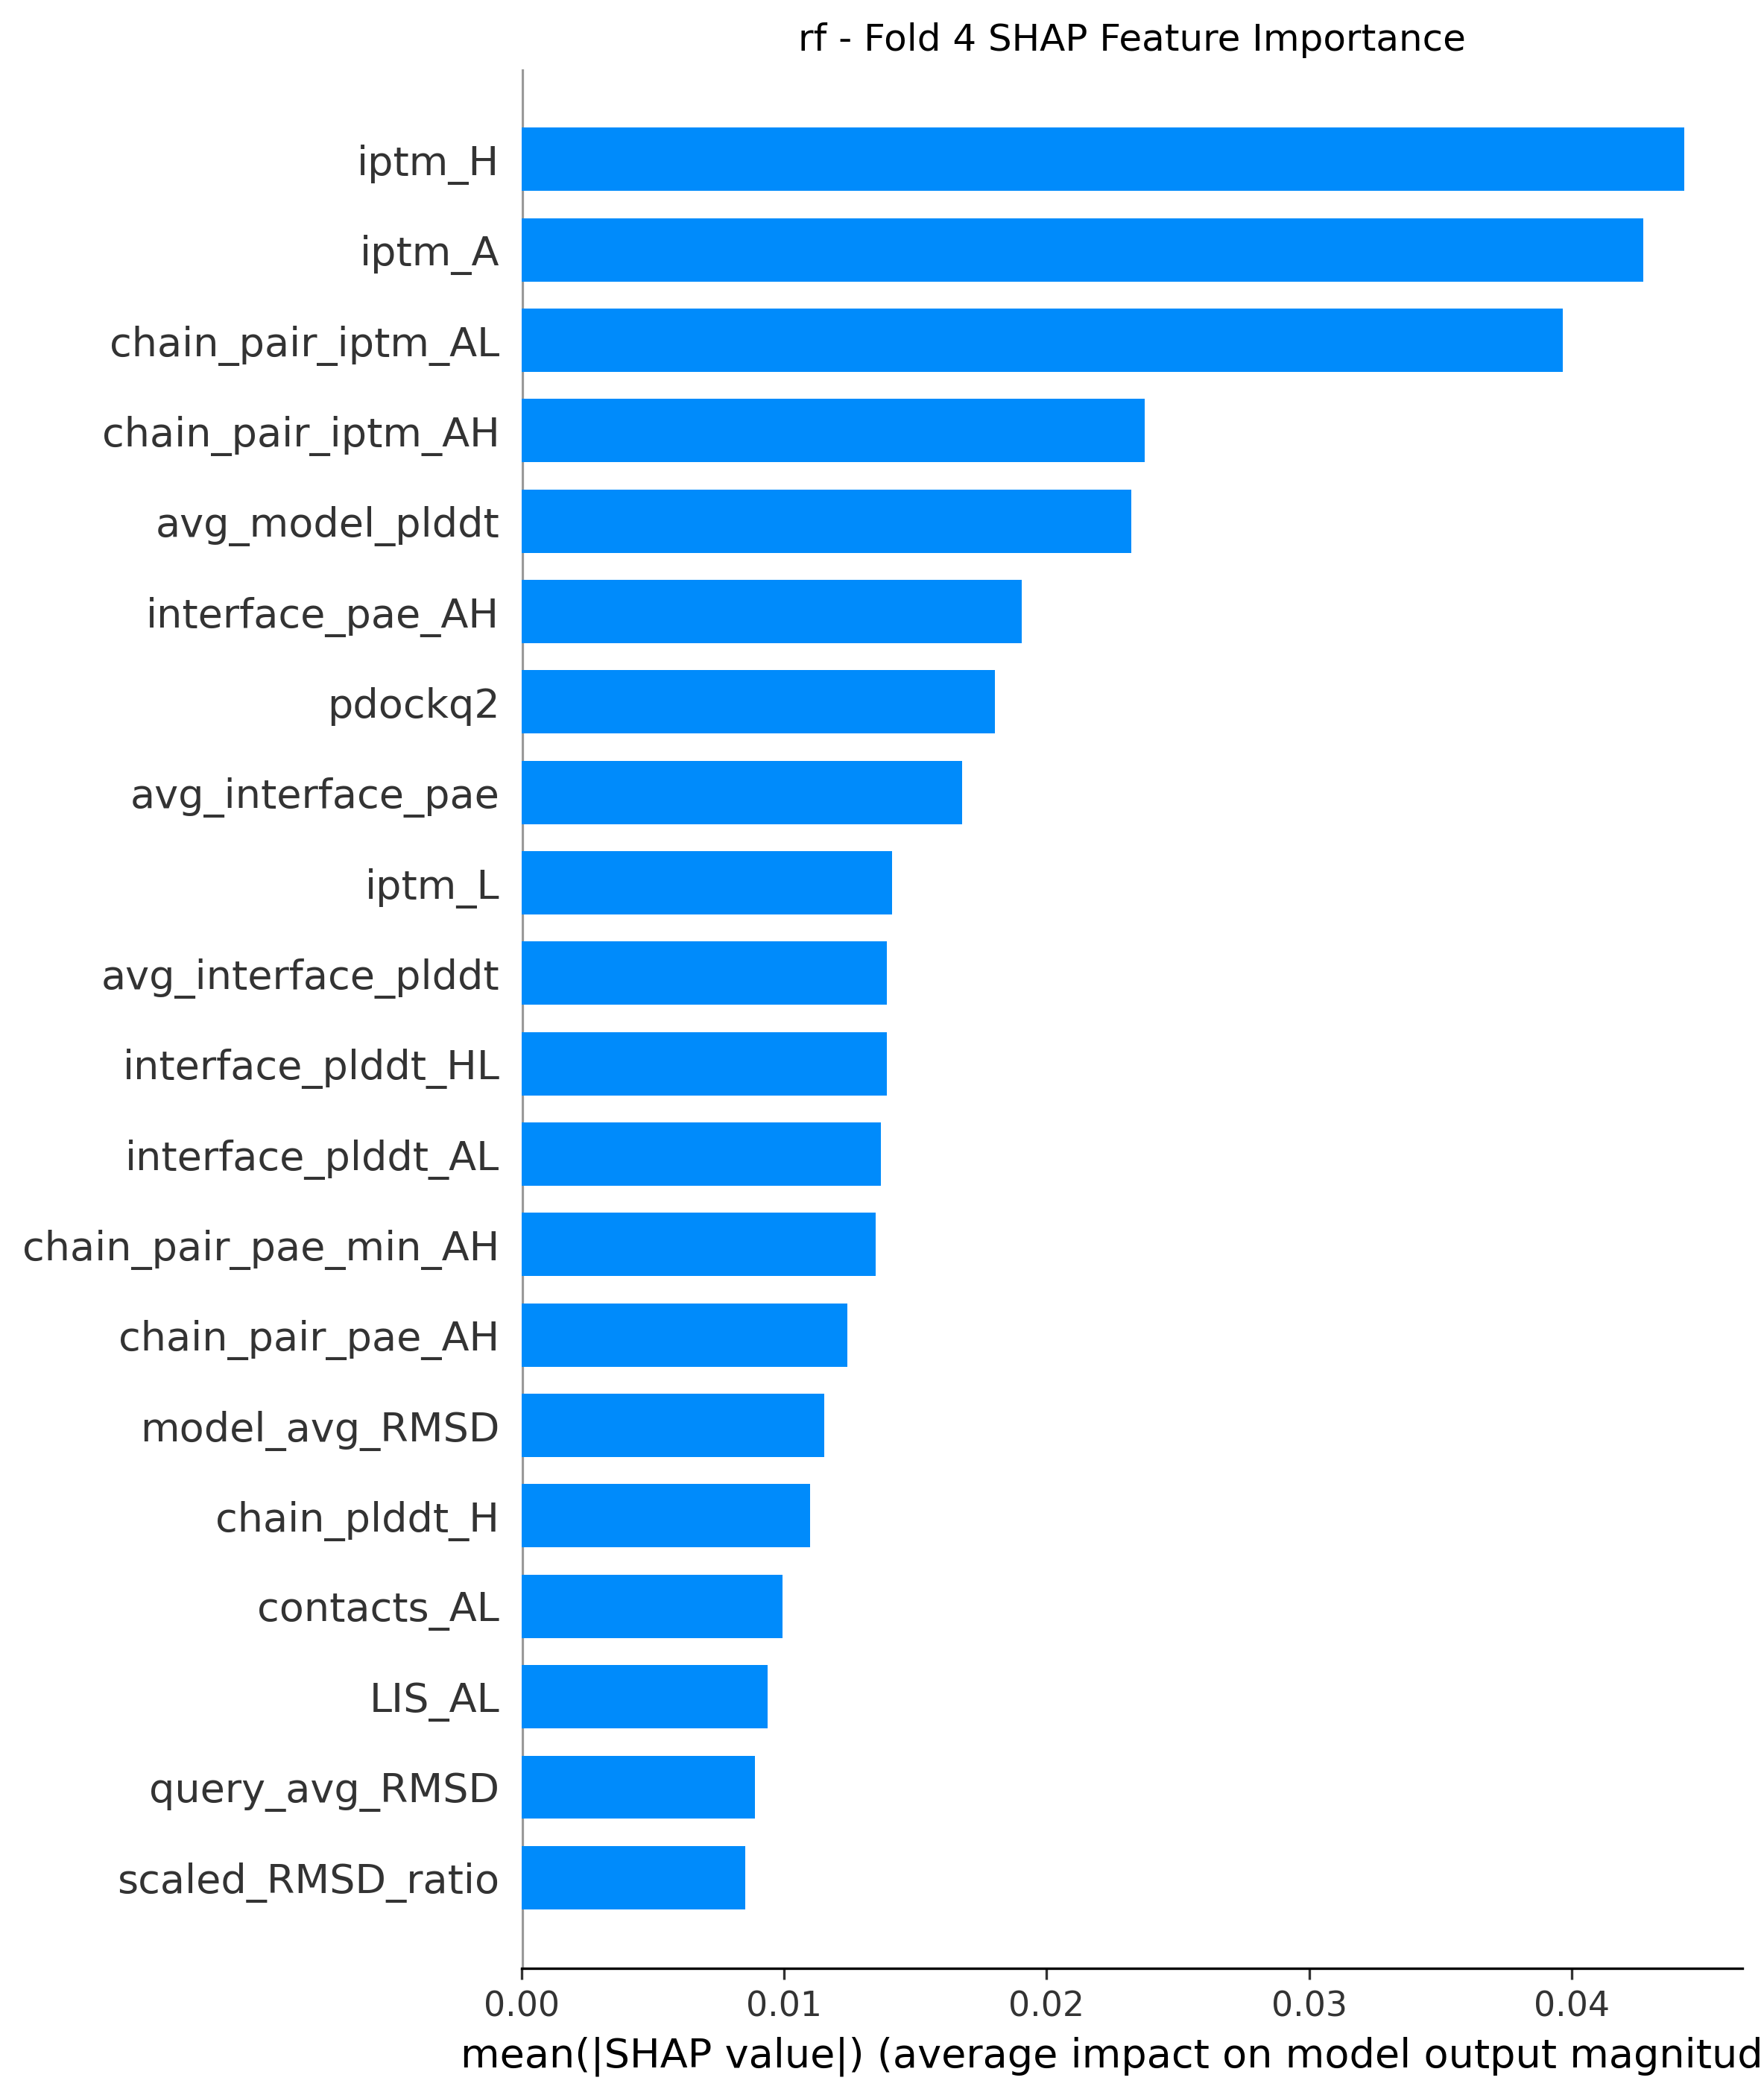 rf - Fold 4 SHAP Feature Importance
iptm_H
iptm_A
chain_pair_iptm_AL
chain_pair_iptm_AH
avg_model_plddt
interface_pae_AH
pdockq2
avg_interface_pae
iptm_L
avg_interface_plddt
interface_plddt_HL
interface_plddt_AL
chain_pair_pae_min_AH
chain_pair_pae_AH
model_avg_RMSD
chain_plddt_H
contacts_AL
LIS_AL
query_avg_RMSD
scaled_RMSD_ratio
0.00 0.01 0.02 0.03 0.04
mean(|SHAP value|) (average impact on model output magnitud